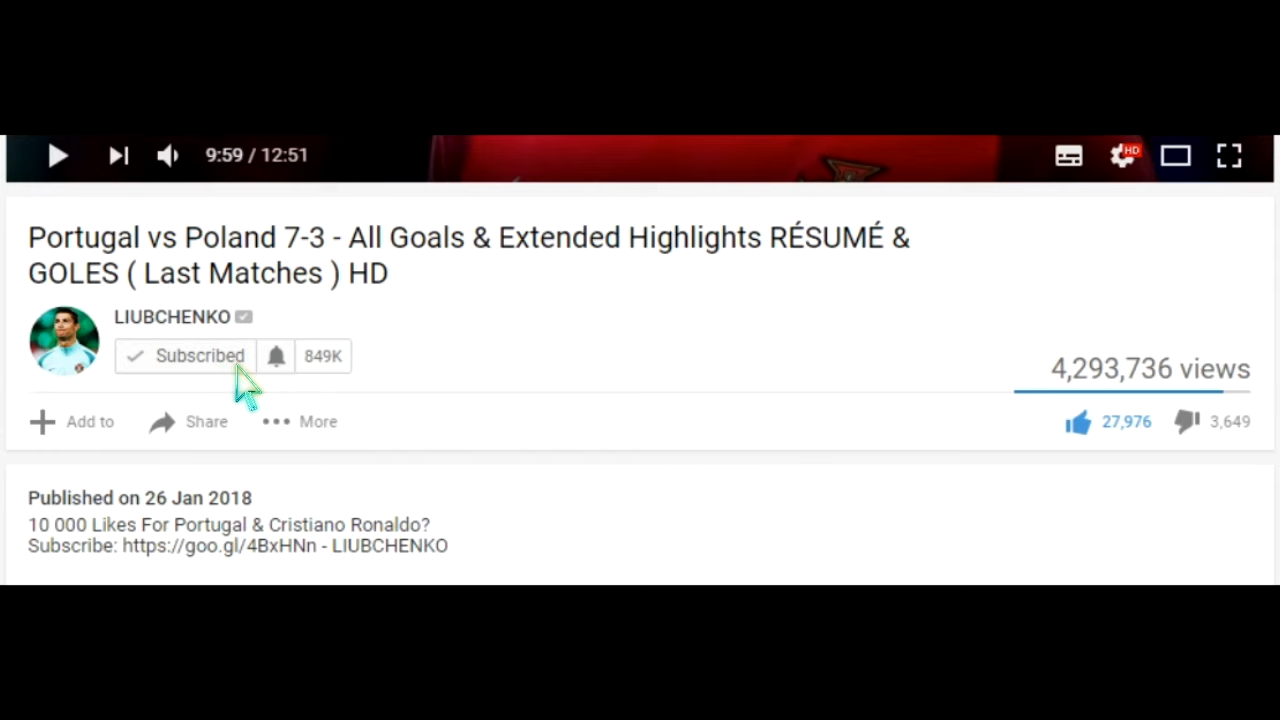 9:59 / 12:51
HD
Portugal vs Poland 7-3 - All Goals & Extended Highlights RÉSUMÉ &
GOLES ( Last Matches ) HD
LIUBCHENKO
Subscribed 849K
4,293,736 views
Add to Share More 27,976 3,649
Published on 26 Jan 2018
10 000 Likes For Portugal & Cristiano Ronaldo?
Subscribe: https://goo.gl/4BxHNn - LIUBCHENKO